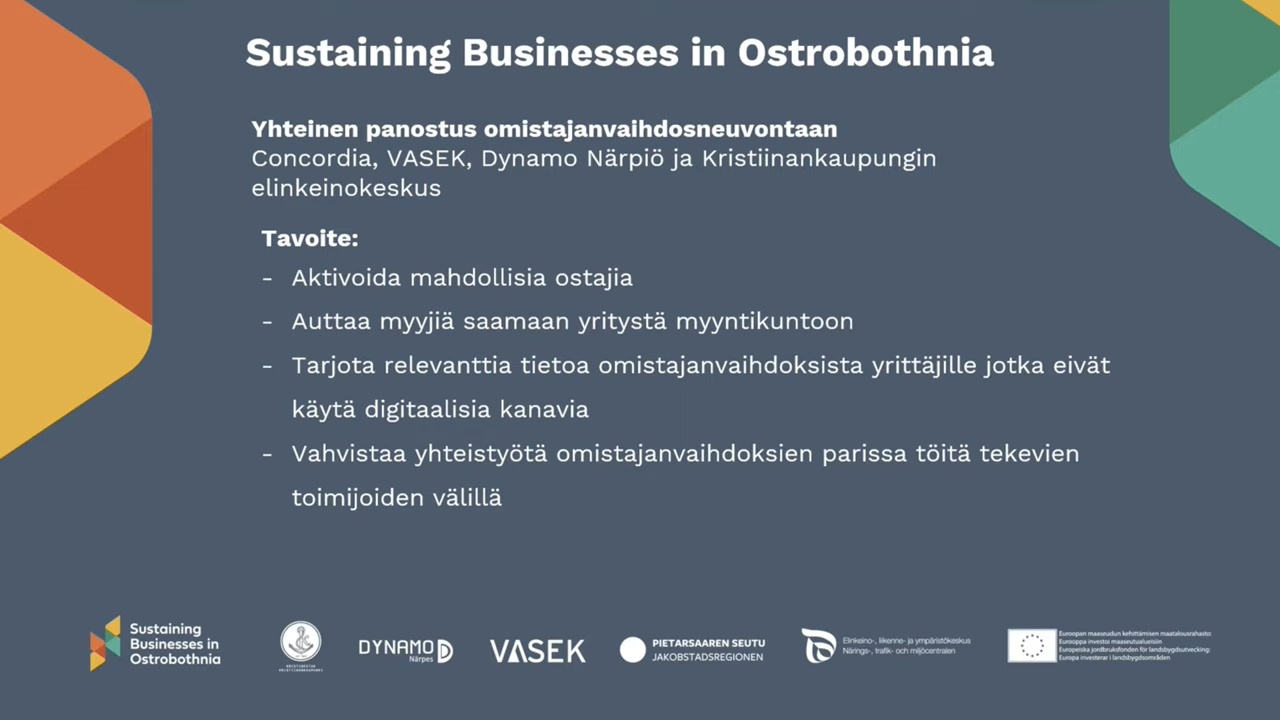 Sustaining Businesses in Ostrobothnia
Yhteinen panostus omistajanvaihdosneuvontaan
Concordia, VASEK, Dynamo Närpiö ja Kristiinankaupungin
elinkeinokeskus
Tavoite:
- Aktivoida mahdollisia ostajia
- Auttaa myyjiä saamaan yritystä myyntikuntoon
- Tarjota relevanttia tietoa omistajanvaihdoksista yrittäjille jotka eivät
käytä digitaalisia kanavia
- Vahvistaa yhteistyötä omistajanvaihdoksien parissa töitä tekevien
toimijoiden välillä
Sustaining
Businesses in
Ostrobothnia
KRISTINESTAD
KRISTIINANKAUPUNKI
DYNAMO
Närpes
VASEK
PIETARSAAREN SEUTU
JAKOBSTADSREGIONEN
Elinkeino-, liikenne- ja ympäristökeskus
Närings-, trafik- och miljöcentralen
Euroopan maaseudun kehittämisen maatalousrahasto:
Eurooppa investoi maaseutualueisiin
Europeiska jordbruksfonden för landsbygdsutveckling:
Europa investerar i landsbygdsområden